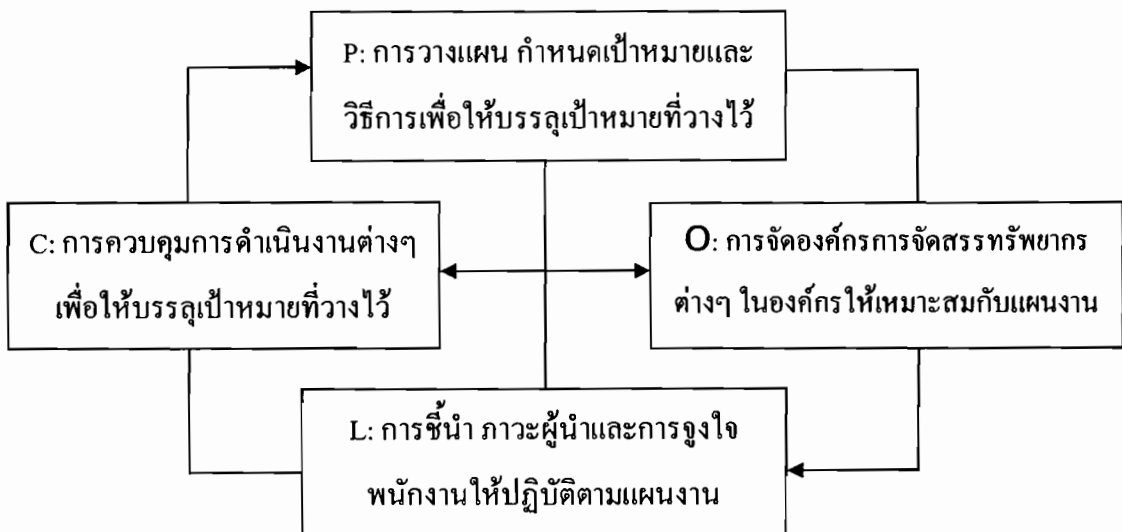 P: การวางแผน กำหนดเป้าหมายและ
วิธีการเพื่อให้บรรลุเป้าหมายที่วางไว้
C: การควบคุมการดำเนินงานต่างๆ
เพื่อให้บรรลุเป้าหมายที่วางไว้
O: การจัดองค์กรการจัดสรรทรัพยากร
ต่างๆ ในองค์กรให้เหมาะสมกับแผนงาน
L: การชี้นำ ภาวะผู้นำและการจูงใจ
พนักงานให้ปฏิบัติตามแผนงาน